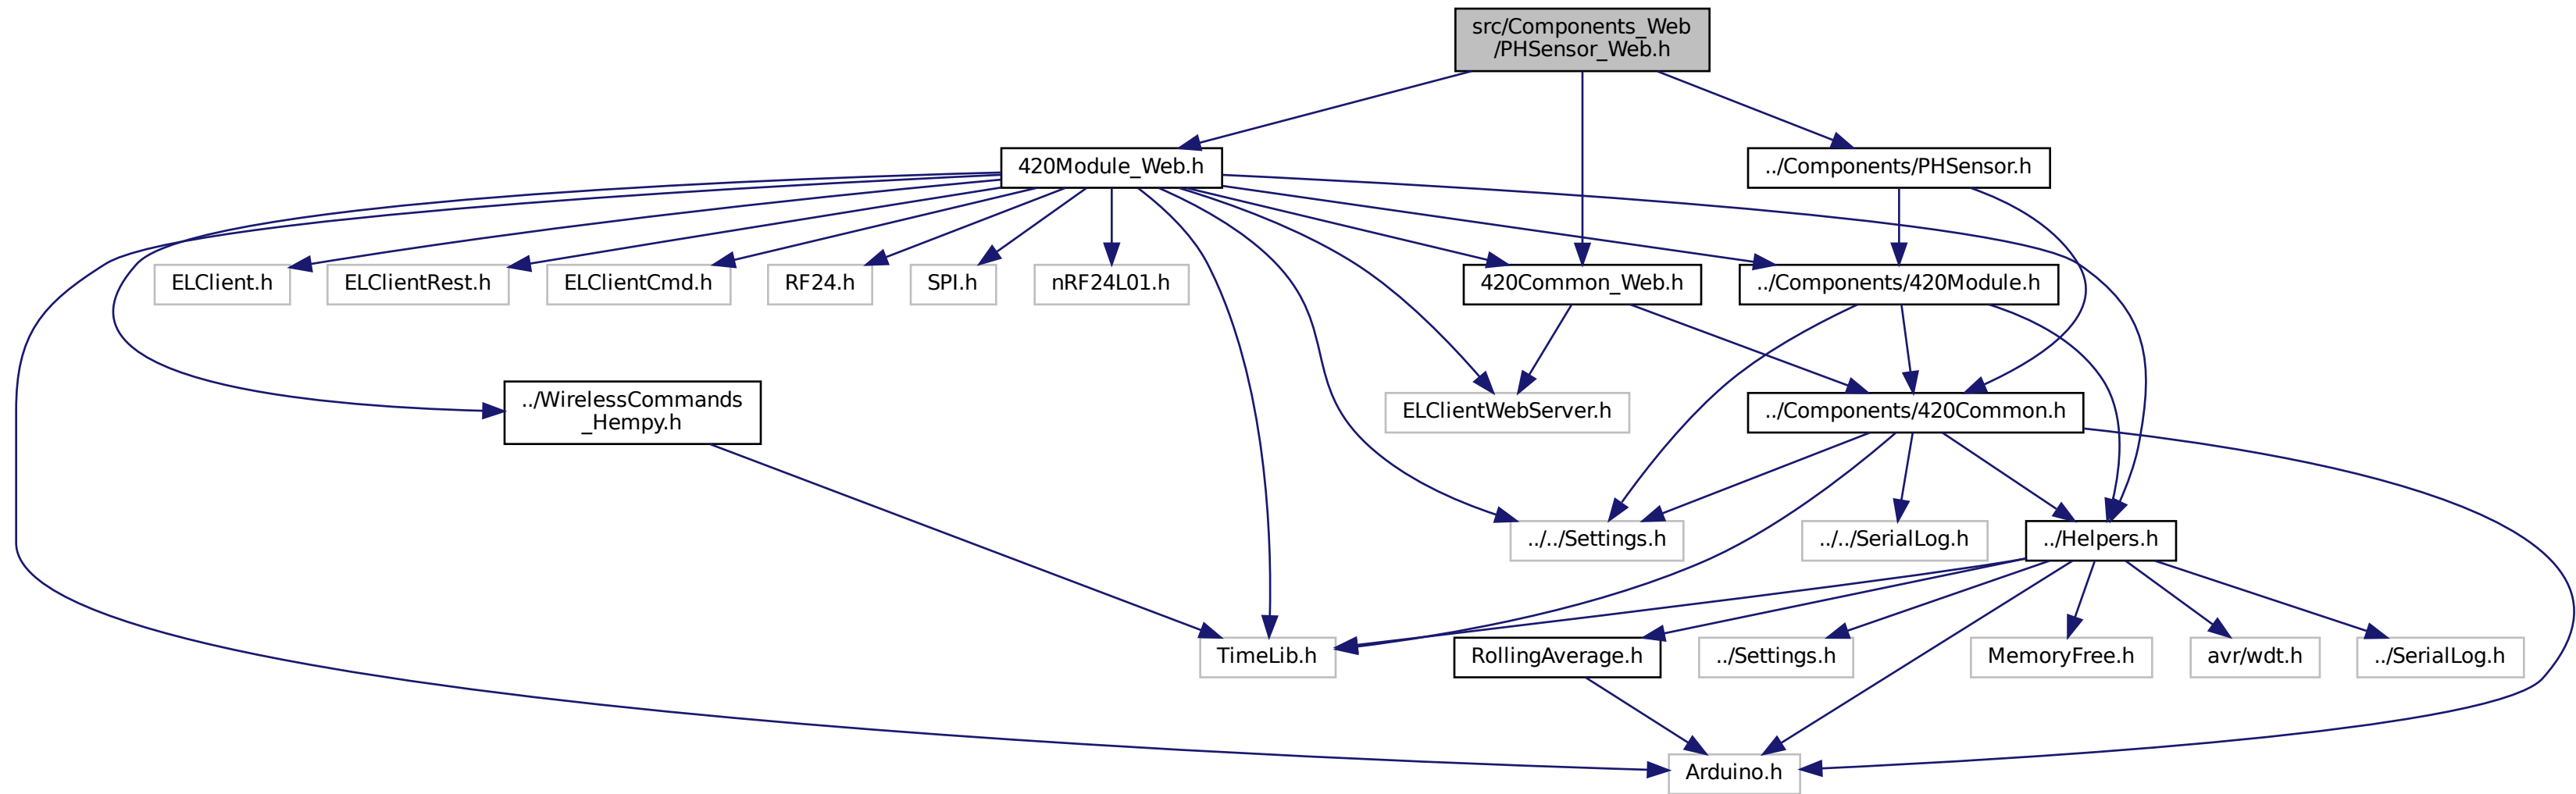 src/Components_Web
/PHSensor_Web.h
420Module_Web.h
../Components/PHSensor.h
ELClient.h
ELClientRest.h
ELClientCmd.h
RF24.h
SPI.h
nRF24L01.h
420Common_Web.h
../Components/420Module.h
../WirelessCommands
_Hempy.h
ELClientWebServer.h
../Components/420Common.h
../../Settings.h
../../SerialLog.h
../Helpers.h
TimeLib.h
RollingAverage.h
../Settings.h
MemoryFree.h
avr/wdt.h
../SerialLog.h
Arduino.h